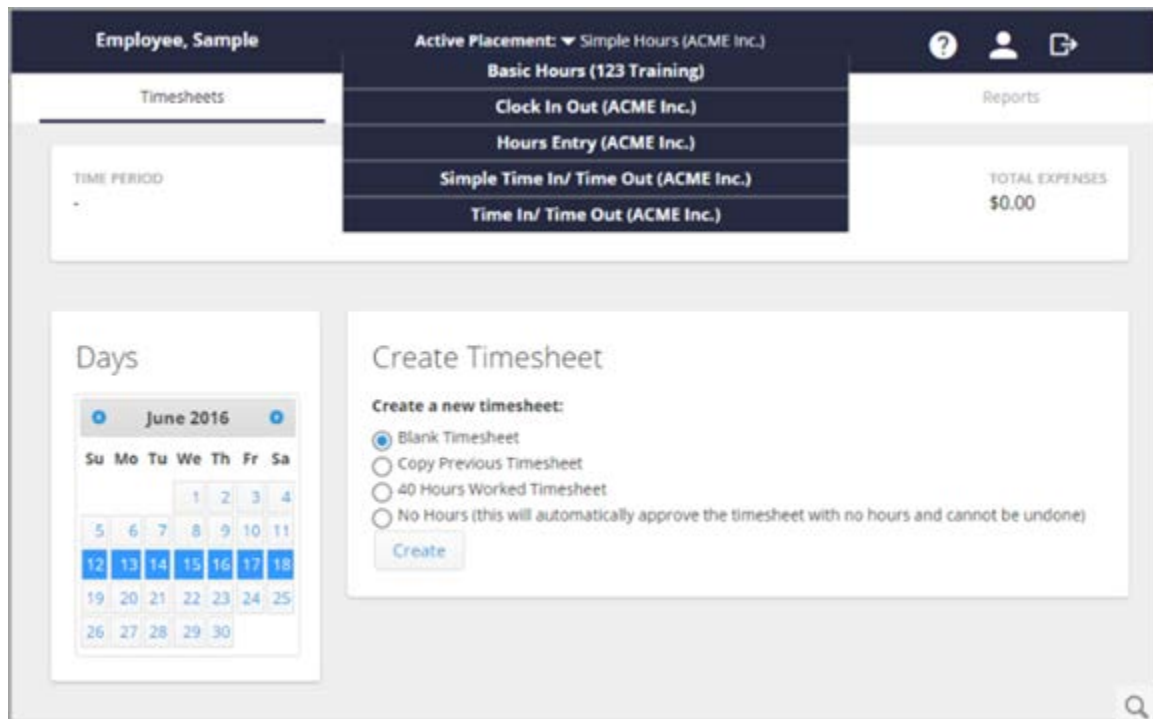 Employee, Sample
Active Placement: Simple Hours (ACME Inc.)
Basic Hours (123 Training)
Clock In Out (ACME Inc.)
Hours Entry (ACME Inc.)
Simple Time In/ Time Out (ACME Inc.)
Time In/ Time Out (ACME Inc.)
Timesheets
Reports
TIME PERIOD
-
TOTAL EXPENSES
$0.00
Days
June 2016
Su Mo Tu We Th Fr Sa
1 2 3 4
5 6 7 8 9 10 11
12 13 14 15 16 17 18
19 20 21 22 23 24 25
26 27 28 29 30
Create Timesheet
Create a new timesheet:
Blank Timesheet
Copy Previous Timesheet
40 Hours Worked Timesheet
No Hours (this will automatically approve the timesheet with no hours and cannot be undone)
Create